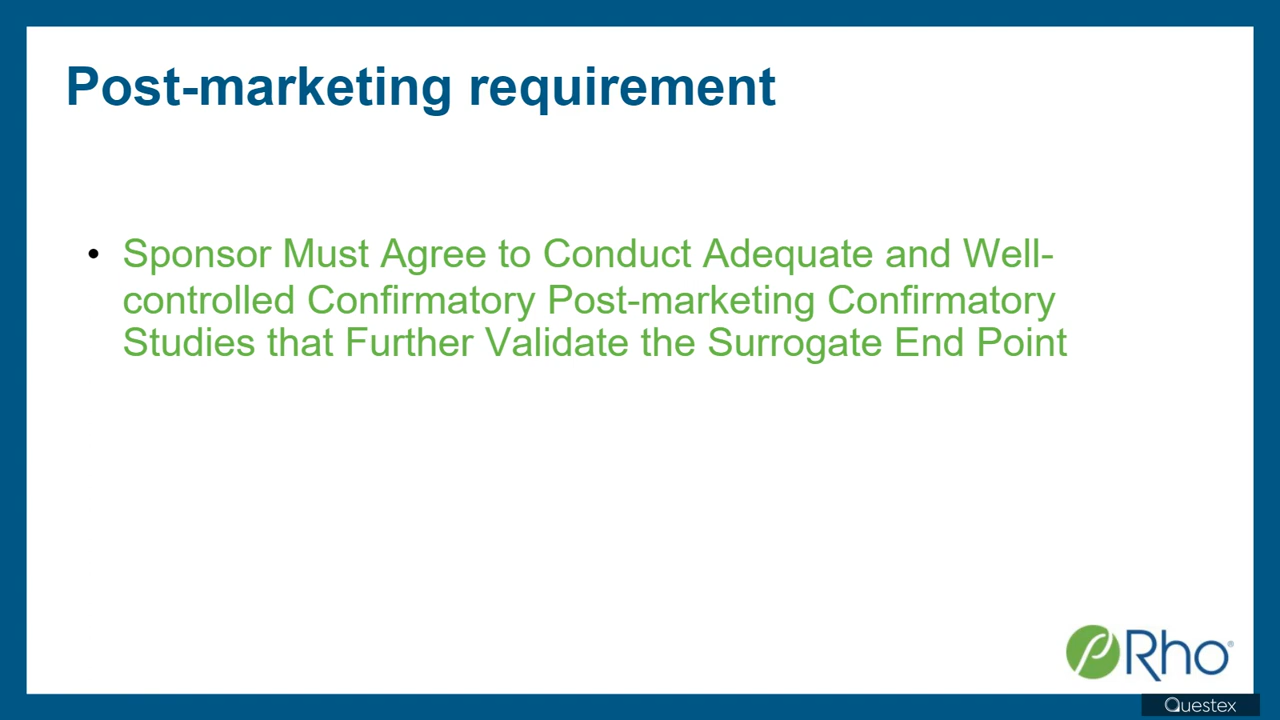 Post-marketing requirement
• Sponsor Must Agree to Conduct Adequate and Well-
controlled Confirmatory Post-marketing Confirmatory
Studies that Further Validate the Surrogate End Point
Rho®
Questex